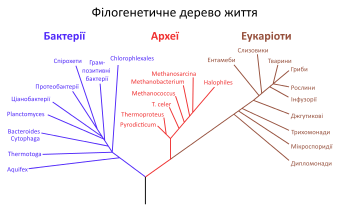 Філогенетичне дерево життя
Бактерії
Археї
Еукаріоти
Спірохети
Грам-
позитивні
бактерії
Chlorophlexales
Протеобактерії
Ціанобактерії
Planctomyces
Bacteroides
Cytophaga
Thermotoga
Aquifex
Methanosarcina
Methanobacterium
Methanococcus
T. celer
Thermoproteus
Pyrodicticum
Halophiles
Ентамеби
Слизовики
Тварини
Гриби
Рослини
Інфузорії
Джгутикові
Трихомонади
Мікроспоридії
Дипломонади